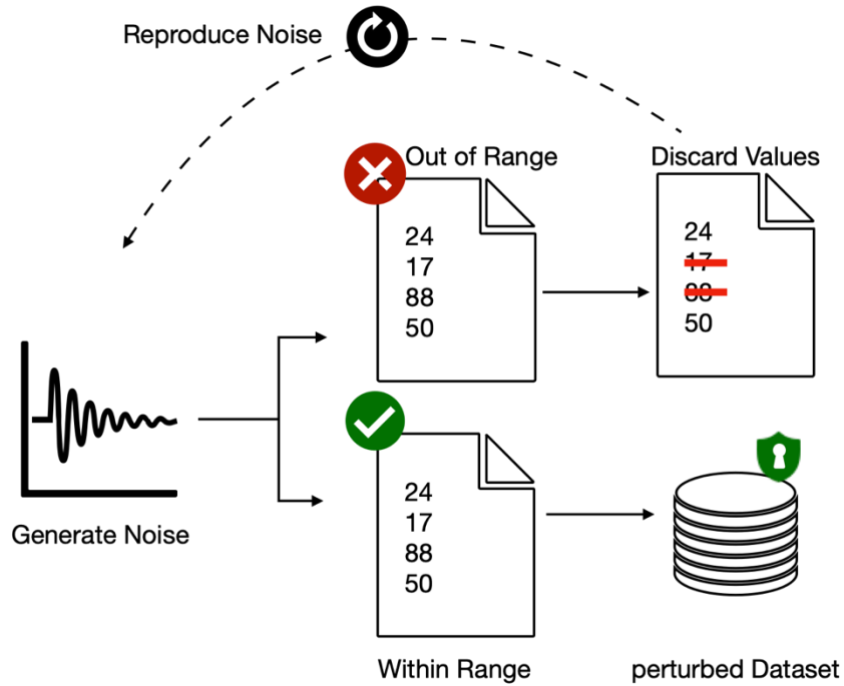 Reproduce Noise
Out of Range
24
17
88
50
Discard Values
24
17
88
50
Generate Noise
24
17
88
50
Within Range
perturbed Dataset